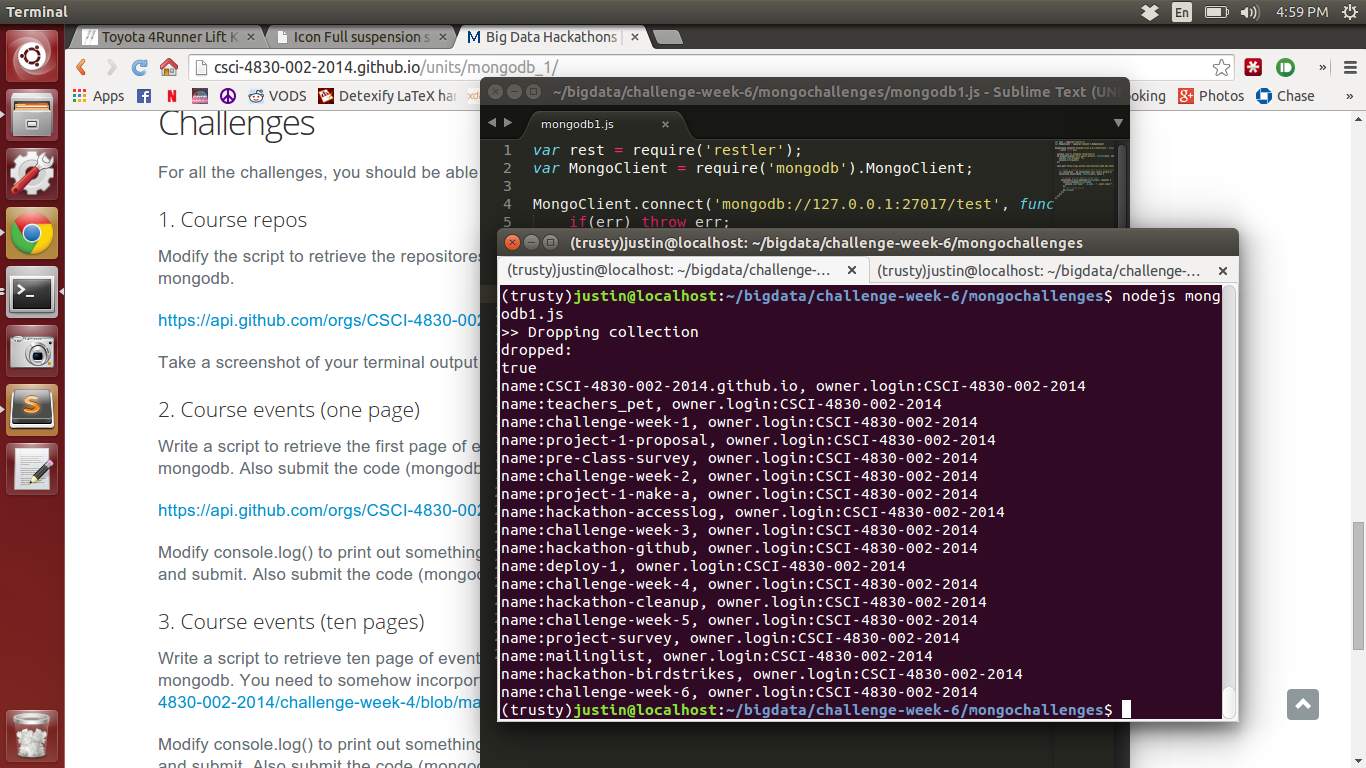 Terminal
En
4:59 PM
Toyota 4Runner Lift K
Icon Full suspension s
Big Data Hackathons |
csci-4830-002-2014.github.io/units/mongodb_1/
Apps
VODS
Detexify LaTeX har
Photos
Chase
»
Challenges
For all the challenges, you should be able
1. Course repos
Modify the script to retrieve the repositores
mongodb.
https://api.github.com/orgs/CSCI-4830-002
Take a screenshot of your terminal output
2. Course events (one page)
Write a script to retrieve the first page of e
mongodb. Also submit the code (mongodb
https://api.github.com/orgs/CSCI-4830-002
Modify console.log() to print out something
and submit. Also submit the code (mongod
3. Course events (ten pages)
Write a script to retrieve ten page of event
mongodb. You need to somehow incorpor
4830-002-2014/challenge-week-4/blob/ma
Modify console.log() to print out something
and submit. Also submit the code (mongod
~/bigdata/challenge-week-6/mongochallenges/mongodb1.js - Sublime Text (UN
mongodb1.js
1 var rest = require('restler');
2 var MongoClient = require('mongodb').MongoClient;
3
4 MongoClient.connect('mongodb://127.0.0.1:27017/test', func
5 if(err) throw err;
(trusty)justin@localhost: ~/bigdata/challenge-week-6/mongochallenges
(trusty)justin@localhost: ~/bigdata/challenge-...
(trusty)justin@localhost: ~/bigdata/challenge-...
(trusty)justin@localhost:~/bigdata/challenge-week-6/mongochallenges$ nodejs mong
odb1.js
>> Dropping collection
dropped:
true
name:CSCI-4830-002-2014.github.io, owner.login:CSCI-4830-002-2014
name:teachers_pet, owner.login:CSCI-4830-002-2014
name:challenge-week-1, owner.login:CSCI-4830-002-2014
name:project-1-proposal, owner.login:CSCI-4830-002-2014
name:pre-class-survey, owner.login:CSCI-4830-002-2014
name:challenge-week-2, owner.login:CSCI-4830-002-2014
name:project-1-make-a, owner.login:CSCI-4830-002-2014
name:hackathon-accesslog, owner.login:CSCI-4830-002-2014
name:challenge-week-3, owner.login:CSCI-4830-002-2014
name:hackathon-github, owner.login:CSCI-4830-002-2014
name:deploy-1, owner.login:CSCI-4830-002-2014
name:challenge-week-4, owner.login:CSCI-4830-002-2014
name:hackathon-cleanup, owner.login:CSCI-4830-002-2014
name:challenge-week-5, owner.login:CSCI-4830-002-2014
name:project-survey, owner.login:CSCI-4830-002-2014
name:mailinglist, owner.login:CSCI-4830-002-2014
name:hackathon-birdstrikes, owner.login:CSCI-4830-002-2014
name:challenge-week-6, owner.login:CSCI-4830-002-2014
(trusty)justin@localhost:~/bigdata/challenge-week-6/mongochallenges$